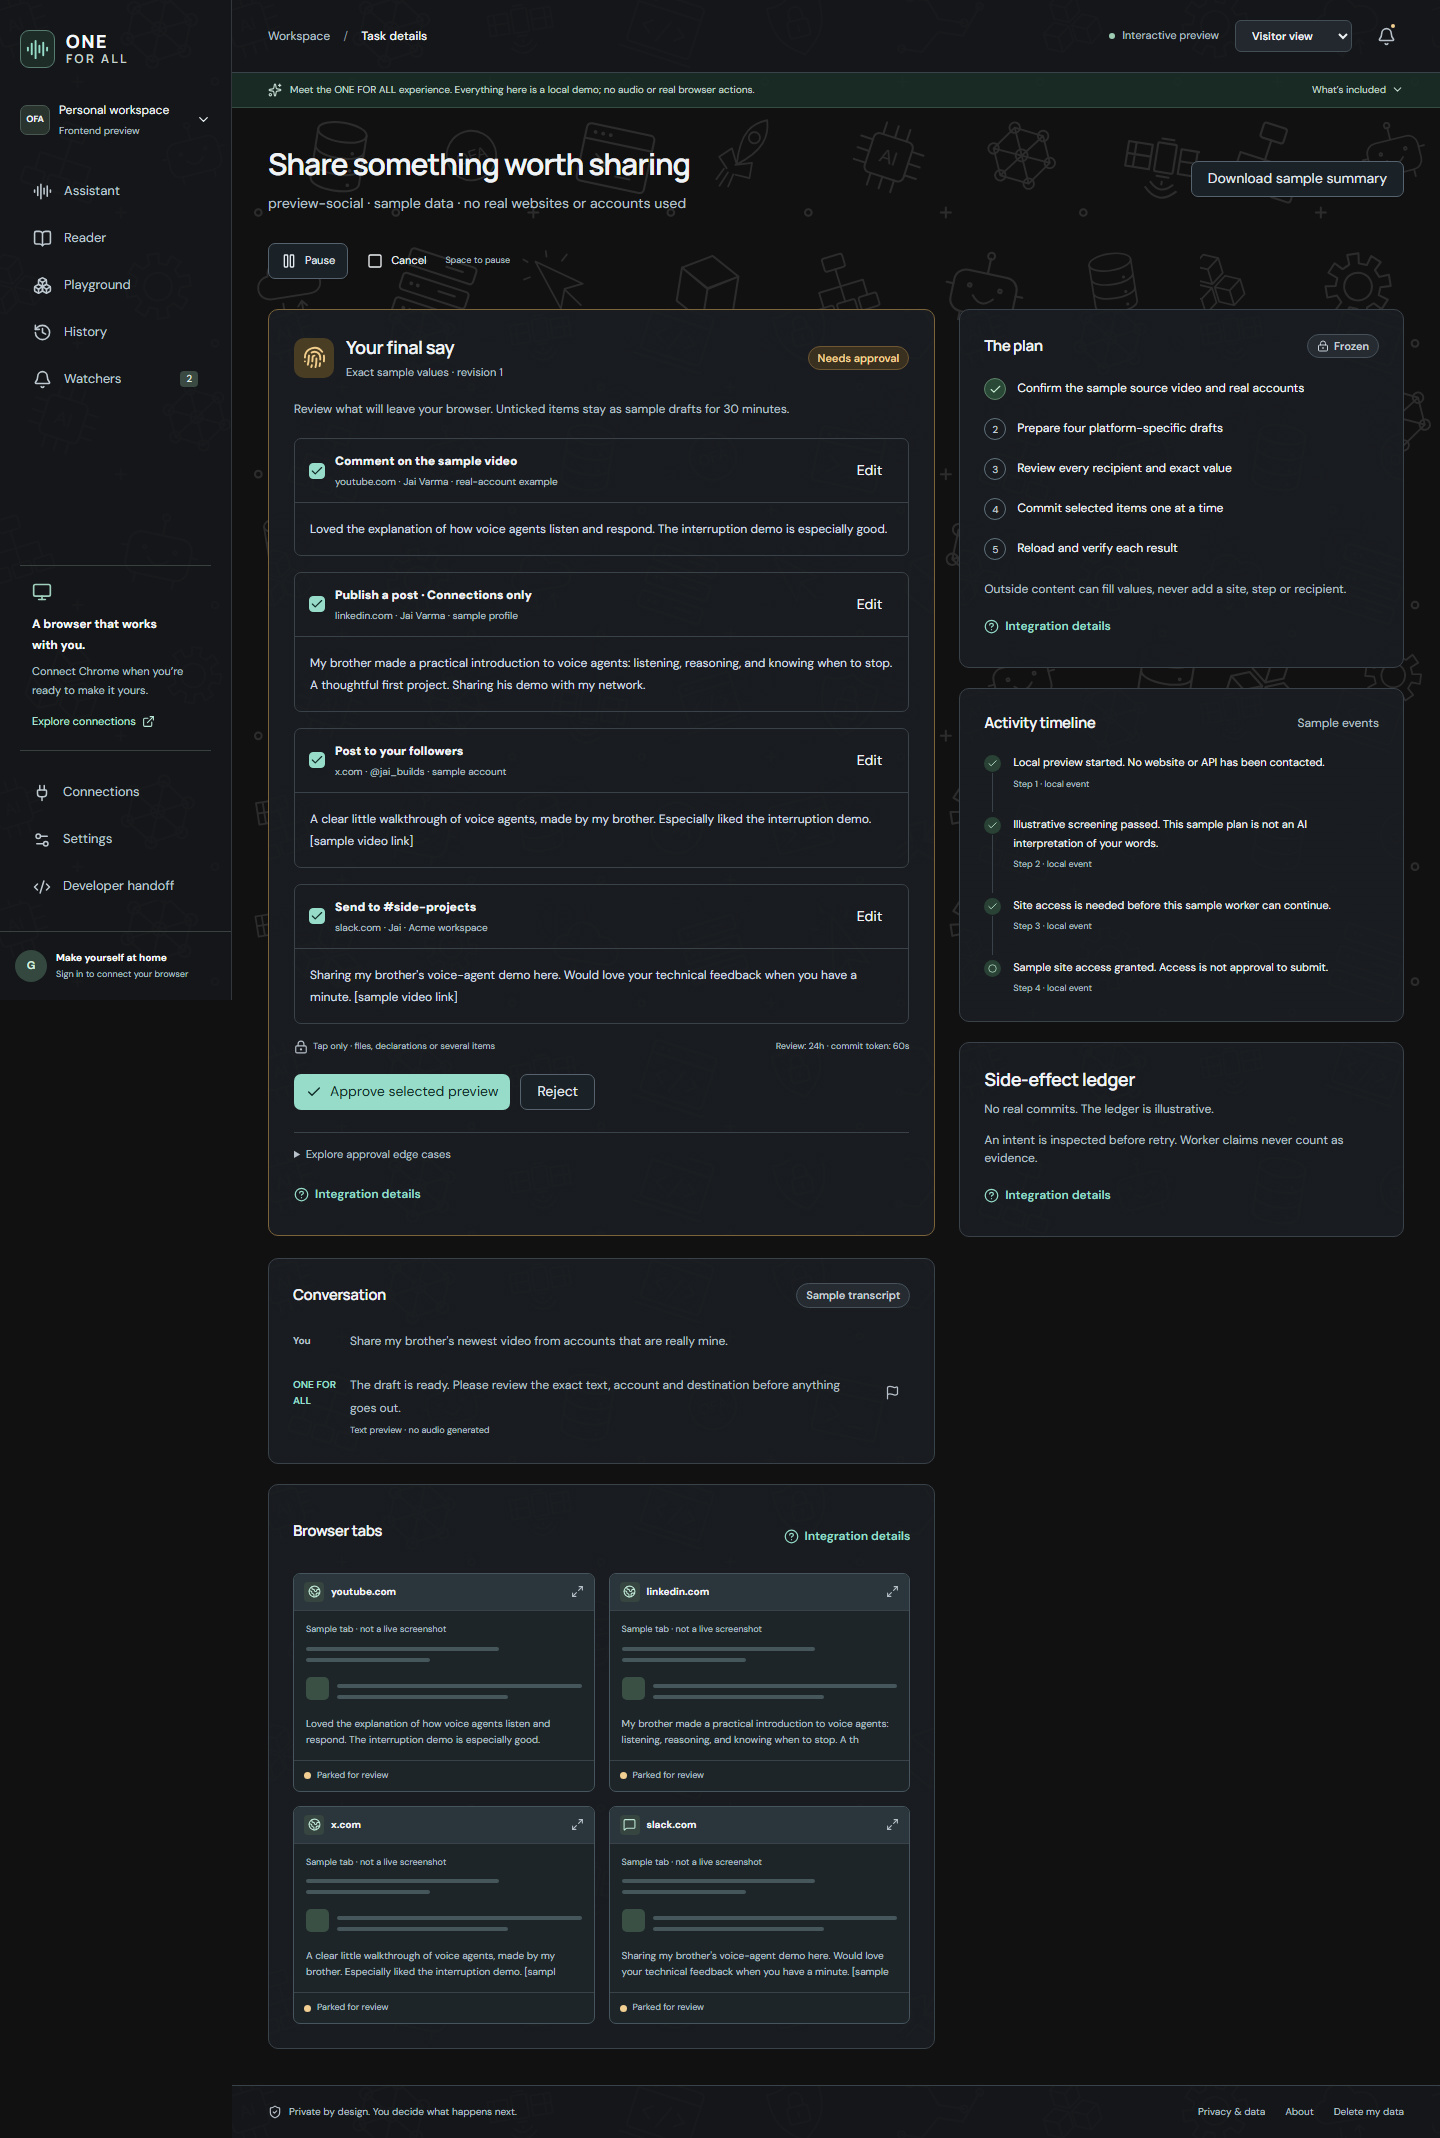 ONE
FOR ALL
OFA
Personal workspace
Frontend preview
Assistant
Reader
Playground
History
Watchers
2
A browser that works
with you.
Connect Chrome when you're
ready to make it yours.
Explore connections
Connections
Settings
Developer handoff
G
Make yourself at home
Sign in to connect your browser
Workspace / Task details
Interactive preview
Visitor view
Meet the ONE FOR ALL experience. Everything here is a local demo; no audio or real browser actions.
What's included
Share something worth sharing
preview-social · sample data · no real websites or accounts used
Download sample summary
AI
Pause
Cancel
Space to pause
Your final say
Exact sample values · revision 1
Needs approval
Review what will leave your browser. Unticked items stay as sample drafts for 30 minutes.
Comment on the sample video
youtube.com · Jai Varma · real-account example
Edit
Loved the explanation of how voice agents listen and respond. The interruption demo is especially good.
Publish a post · Connections only
linkedin.com · Jai Varma · sample profile
Edit
My brother made a practical introduction to voice agents: listening, reasoning, and knowing when to stop.
A thoughtful first project. Sharing his demo with my network.
Post to your followers
x.com · @jai_builds · sample account
Edit
A clear little walkthrough of voice agents, made by my brother. Especially liked the interruption demo.
[sample video link]
Send to #side-projects
slack.com · Jai · Acme workspace
Edit
Sharing my brother's voice-agent demo here. Would love your technical feedback when you have a
minute. [sample video link]
Tap only · files, declarations or several items
Review: 24h · commit token: 60s
Approve selected preview
Reject
Explore approval edge cases
Integration details
The plan
Frozen
Confirm the sample source video and real accounts
2 Prepare four platform-specific drafts
3 Review every recipient and exact value
4 Commit selected items one at a time
5 Reload and verify each result
Outside content can fill values, never add a site, step or recipient.
Integration details
Activity timeline
Sample events
Local preview started. No website or API has been contacted.
Step 1 · local event
Illustrative screening passed. This sample plan is not an AI
interpretation of your words.
Step 2 · local event
Site access is needed before this sample worker can continue.
Step 3 · local event
Sample site access granted. Access is not approval to submit.
Step 4 · local event
Side-effect ledger
No real commits. The ledger is illustrative.
An intent is inspected before retry. Worker claims never count as
evidence.
Integration details
Conversation
Sample transcript
You
Share my brother's newest video from accounts that are really mine.
ONE FOR
ALL
The draft is ready. Please review the exact text, account and destination before anything
goes out.
Text preview · no audio generated
Browser tabs
Integration details
youtube.com
Sample tab · not a live screenshot
Loved the explanation of how voice agents listen and
respond. The interruption demo is especially good.
Parked for review
linkedin.com
Sample tab · not a live screenshot
My brother made a practical introduction to voice agents:
listening, reasoning, and knowing when to stop. A th
Parked for review
x.com
Sample tab · not a live screenshot
A clear little walkthrough of voice agents, made by my
brother. Especially liked the interruption demo. [sampl
Parked for review
slack.com
Sample tab · not a live screenshot
Sharing my brother's voice-agent demo here. Would love
your technical feedback when you have a minute. [sample
Parked for review
Private by design. You decide what happens next.
Privacy & data
About
Delete my data